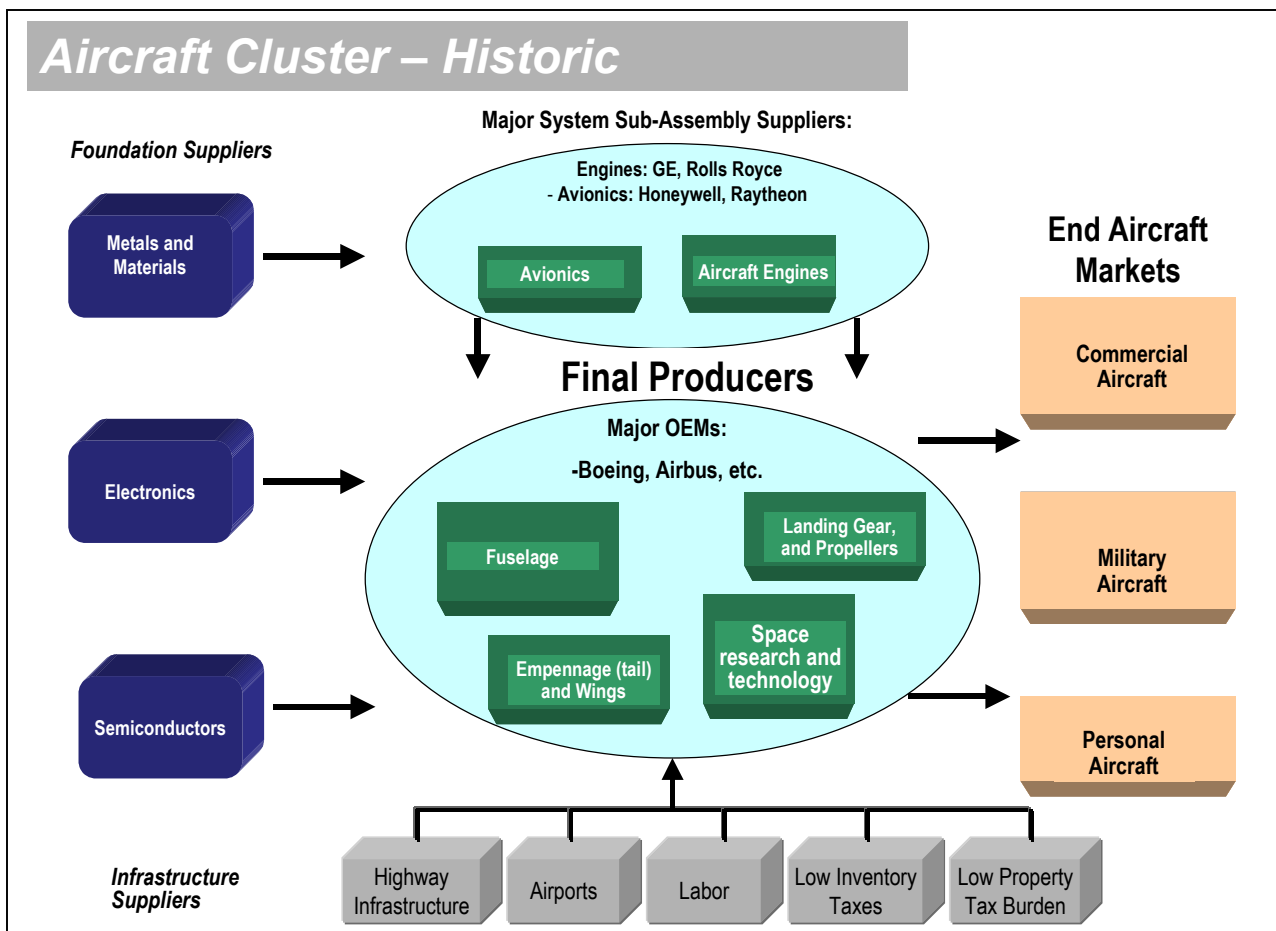 Aircraft Cluster – Historic
Major System Sub-Assembly Suppliers:
Foundation Suppliers
Engines: GE, Rolls Royce
- Avionics: Honeywell, Raytheon
Metals and
Materials
Avionics
Aircraft Engines
End Aircraft
Markets
Commercial
Aircraft
Final Producers
Major OEMs:
-Boeing, Airbus, etc.
Electronics
Fuselage
Landing Gear,
and Propellers
Military
Aircraft
Semiconductors
Empennage (tail)
and Wings
Space
research and
technology
Personal
Aircraft
Infrastructure
Suppliers
Highway
Infrastructure
Airports
Labor
Low Inventory
Taxes
Low Property
Tax Burden